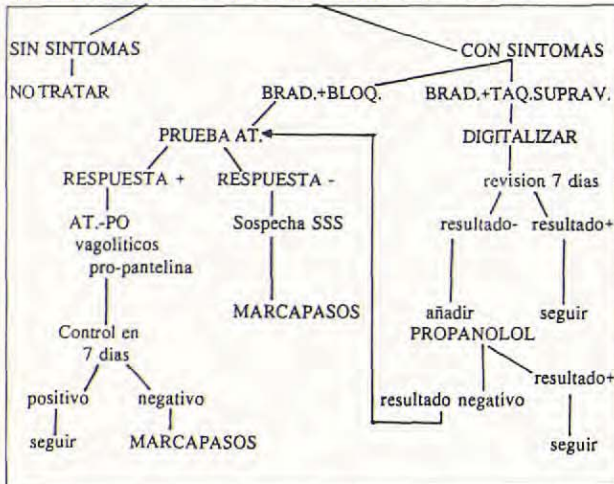 SIN SINTOMAS
CON SINTOMAS
NO TRATAR
BRAD.+BLOQ.
BRAD.+TAQ.SUPRAV.
PRUEBA AT.
DIGITALIZAR
RESPUESTA +
RESPUESTA -
revision 7 dias
AT.-PO
vagoliticos
pro-pantelina
Sospecha SSS
resultado-
resultado+
MARCAPASOS
añadir
PROPANOLOL
seguir
Control en
7 dias
resultado+
positivo
negativo
resultado negativo
seguir
MARCAPASOS
seguir